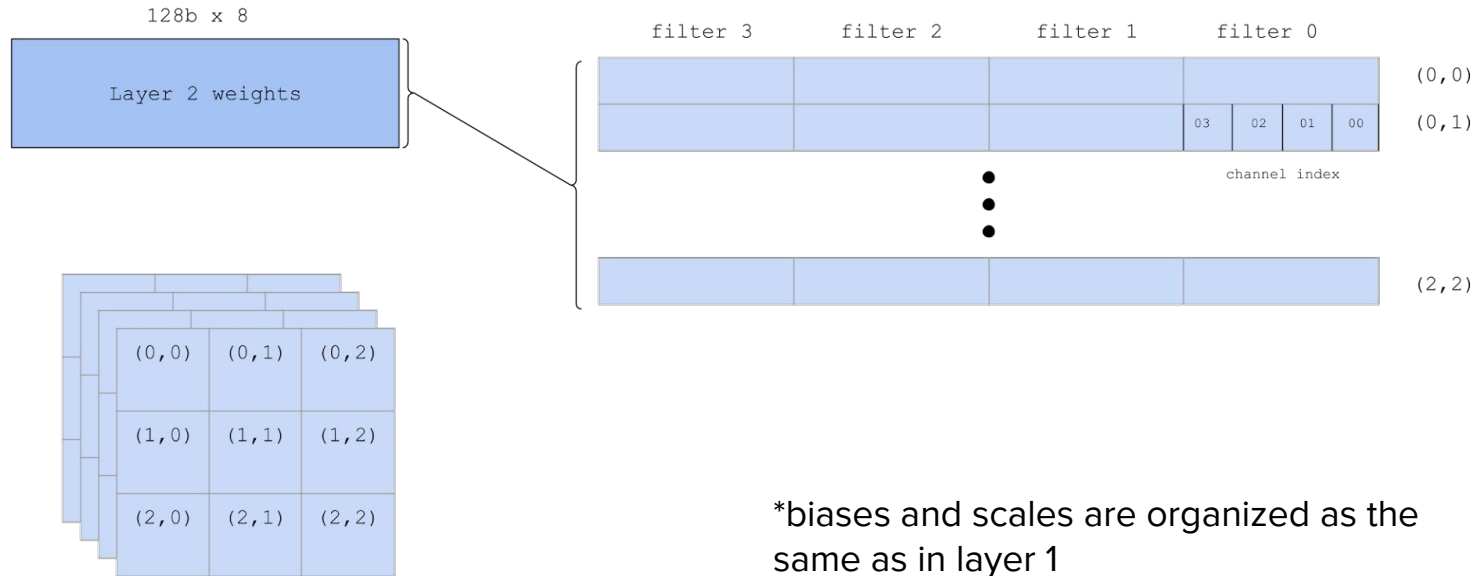 128b x 8
Layer 2 weights
filter 3 filter 2 filter 1 filter 0
(0,0)
03 02 01 00 (0,1)
channel index
(2,2)
(0,0) (0,1) (0,2)
(1,0) (1,1) (1,2)
(2,0) (2,1) (2,2)
*biases and scales are organized as the
same as in layer 1